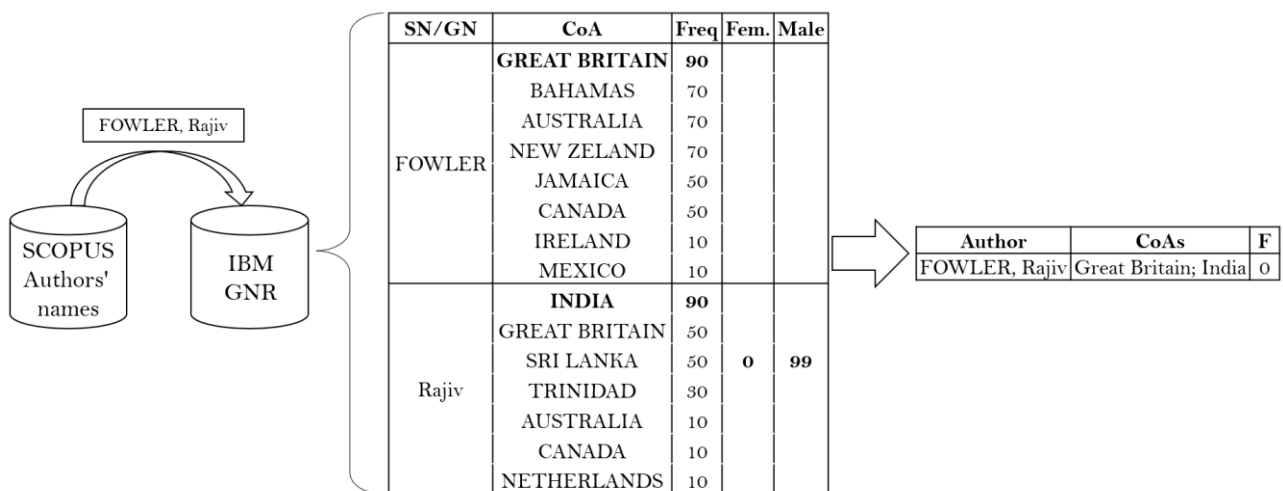 FOWLER, Rajiv
SCOPUS
Authors'
names
IBM
GNR
SN/GN CoA Freq Fem. Male
FOWLER
GREAT BRITAIN 90
BAHAMAS 70
AUSTRALIA 70
NEW ZELAND 70
JAMAICA 50
CANADA 50
IRELAND 10
MEXICO 10
Rajiv
INDIA 90
GREAT BRITAIN 50
SRI LANKA 50 0 99
TRINIDAD 30
AUSTRALIA 10
CANADA 10
NETHERLANDS 10
Author CoAs F
FOWLER, Rajiv Great Britain; India 0